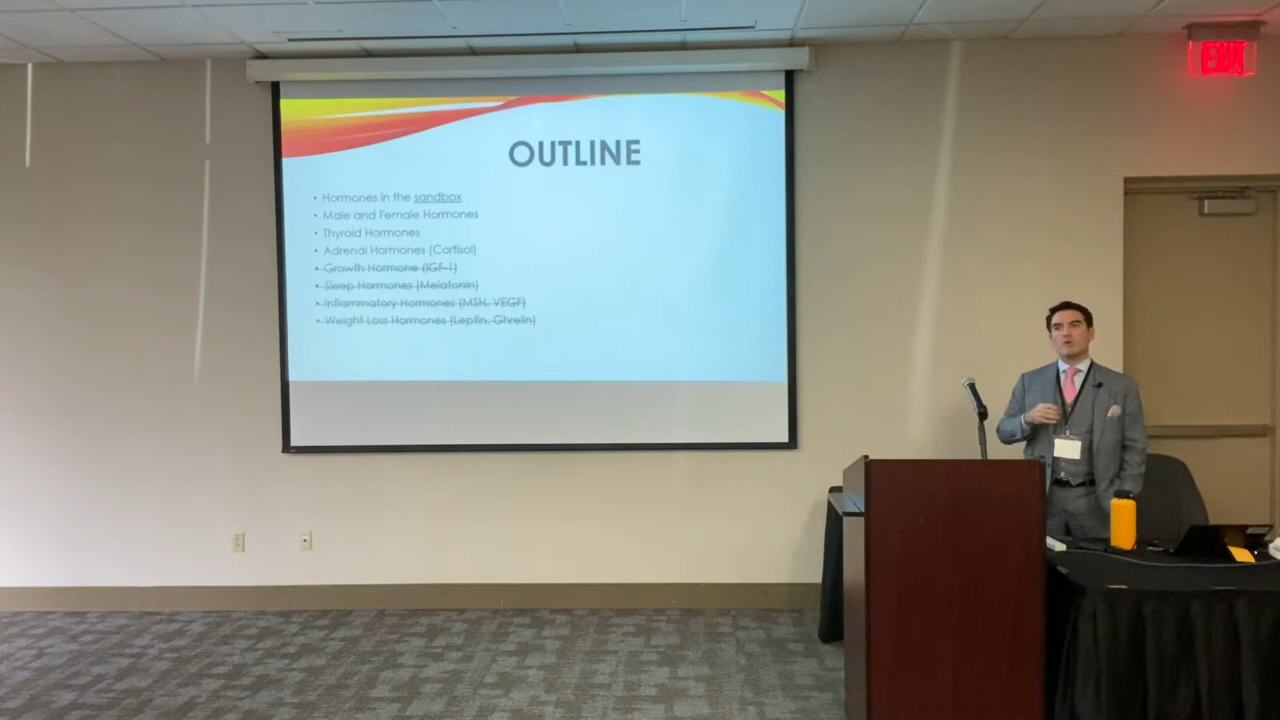 OUTLINE
• Hormones in the sandbox
• Male and Female Hormones
• Thyroid Hormones
• Adrenal Hormones (Cortisol)
• Growth Hormone (IGF-1)
• Sleep Hormones (Melatonin)
• Inflammatory Hormones (MSH, VEGF)
• Weight Loss Hormones (Leptin, Ghrelin)
EXIT